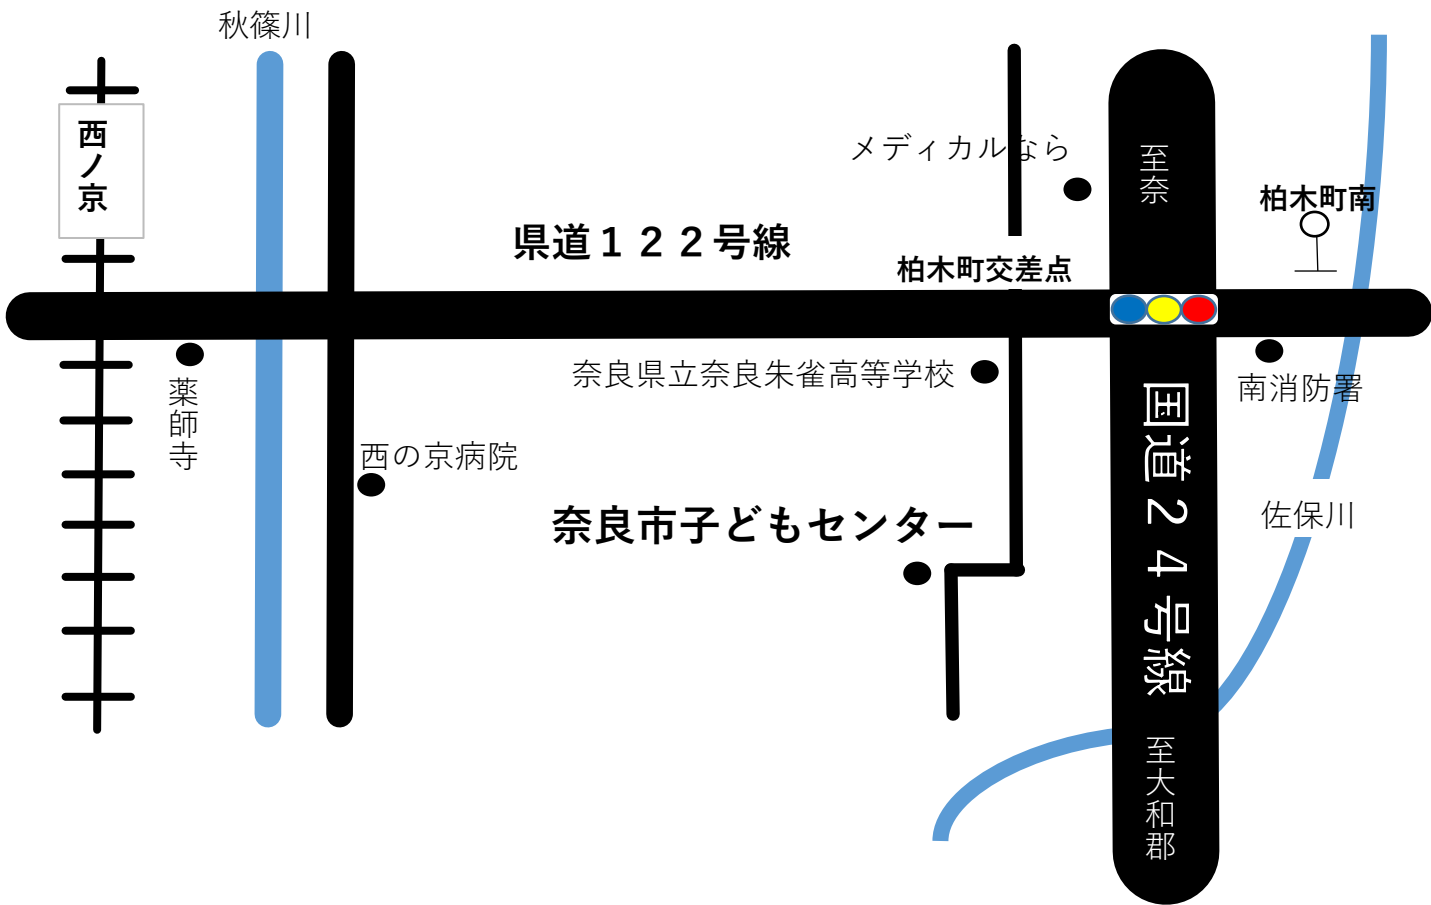 秋篠川
西ノ京
メディカルなら
至奈
柏木町南
県道１２２号線
柏木町交差点
薬師寺
奈良県立奈良朱雀高等学校
南消防署
国道２４号線
西の京病院
奈良市子どもセンター
佐保川
至大和郡